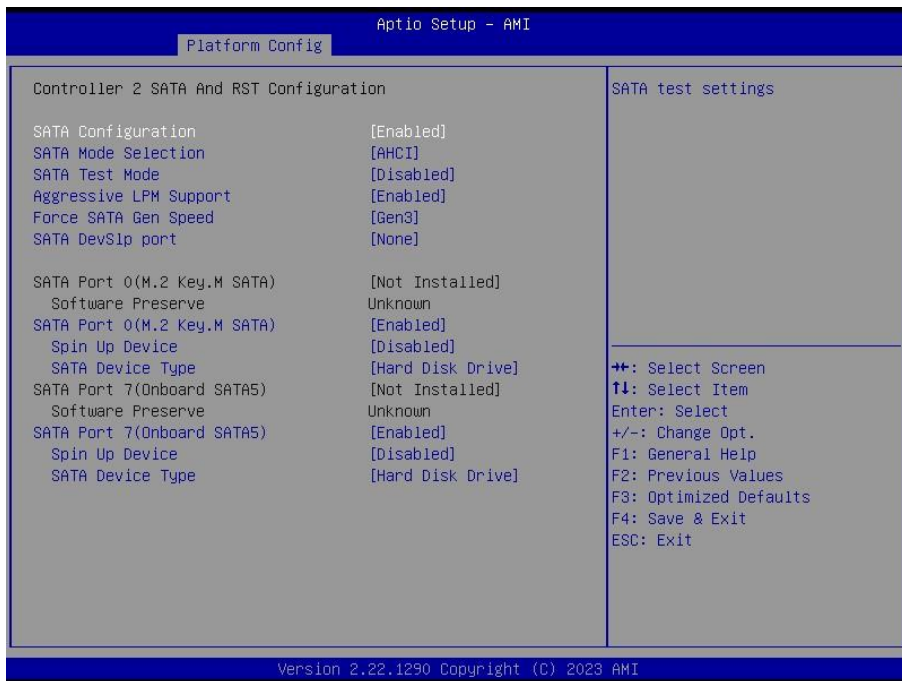 Aptio Setup – AMI
Platform Config
Controller 2 SATA And RST Configuration
SATA Configuration [Enabled]
SATA Mode Selection [AHCI]
SATA Test Mode [Disabled]
Aggressive LPM Support [Enabled]
Force SATA Gen Speed [Gen3]
SATA DevSlp port [None]
SATA Port 0(M.2 Key.M SATA) [Not Installed]
Software Preserve Unknown
SATA Port 0(M.2 Key.M SATA) [Enabled]
Spin Up Device [Disabled]
SATA Device Type [Hard Disk Drive]
SATA Port 7(Onboard SATA5) [Not Installed]
Software Preserve Unknown
SATA Port 7(Onboard SATA5) [Enabled]
Spin Up Device [Disabled]
SATA Device Type [Hard Disk Drive]
SATA test settings
→←: Select Screen
↑↓: Select Item
Enter: Select
+/-: Change Opt.
F1: General Help
F2: Previous Values
F3: Optimized Defaults
F4: Save & Exit
ESC: Exit
Version 2.22.1290 Copyright (C) 2023 AMI